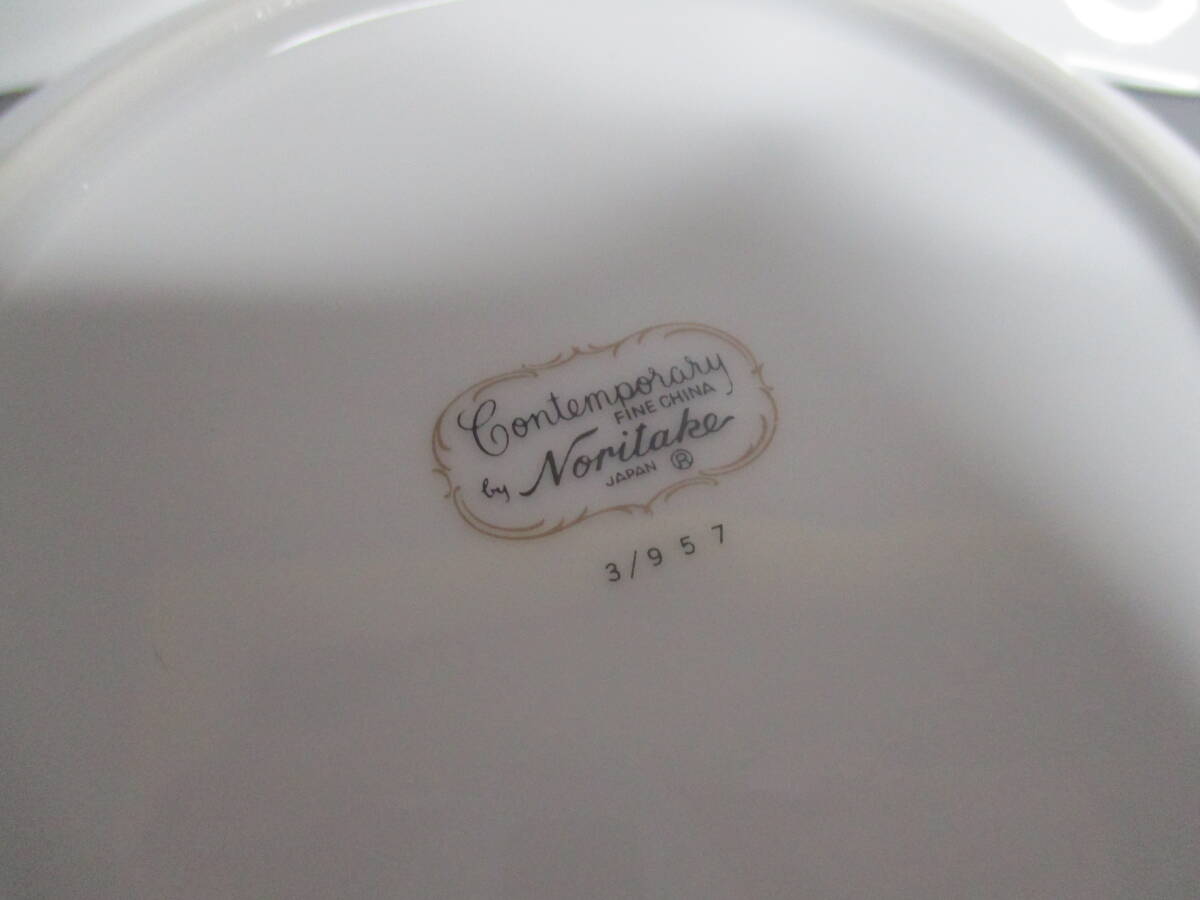 Contemporary
FINE CHINA
by Noritake
JAPAN ®
3/957